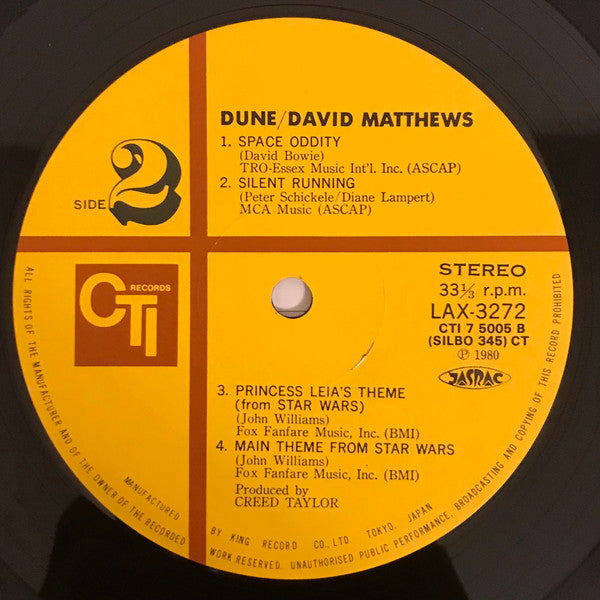 DUNE/DAVID MATTHEWS
1. SPACE ODDITY
(David Bowie)
TRO-Essex Music Int'l. Inc. (ASCAP)
2. SILENT RUNNING
(Peter Schickele/Diane Lampert)
MCA Music (ASCAP)
SIDE 2
CTI RECORDS
STEREO
33⅓ r.p.m.
LAX-3272
CTI 7 5005 B
(SILBO 345) CT
Ⓟ 1980
JASRAC
3. PRINCESS LEIA'S THEME
(from STAR WARS)
(John Williams)
Fox Fanfare Music, Inc. (BMI)
4. MAIN THEME FROM STAR WARS
(John Williams)
Fox Fanfare Music, Inc. (BMI)
Produced by
CREED TAYLOR
MANUFACTURED BY KING RECORD CO., LTD. TOKYO, JAPAN
ALL RIGHTS OF THE MANUFACTURER AND OF THE OWNER OF THE RECORDED WORK RESERVED. UNAUTHORISED PUBLIC PERFORMANCE, BROADCASTING AND COPYING OF THIS RECORD PROHIBITED